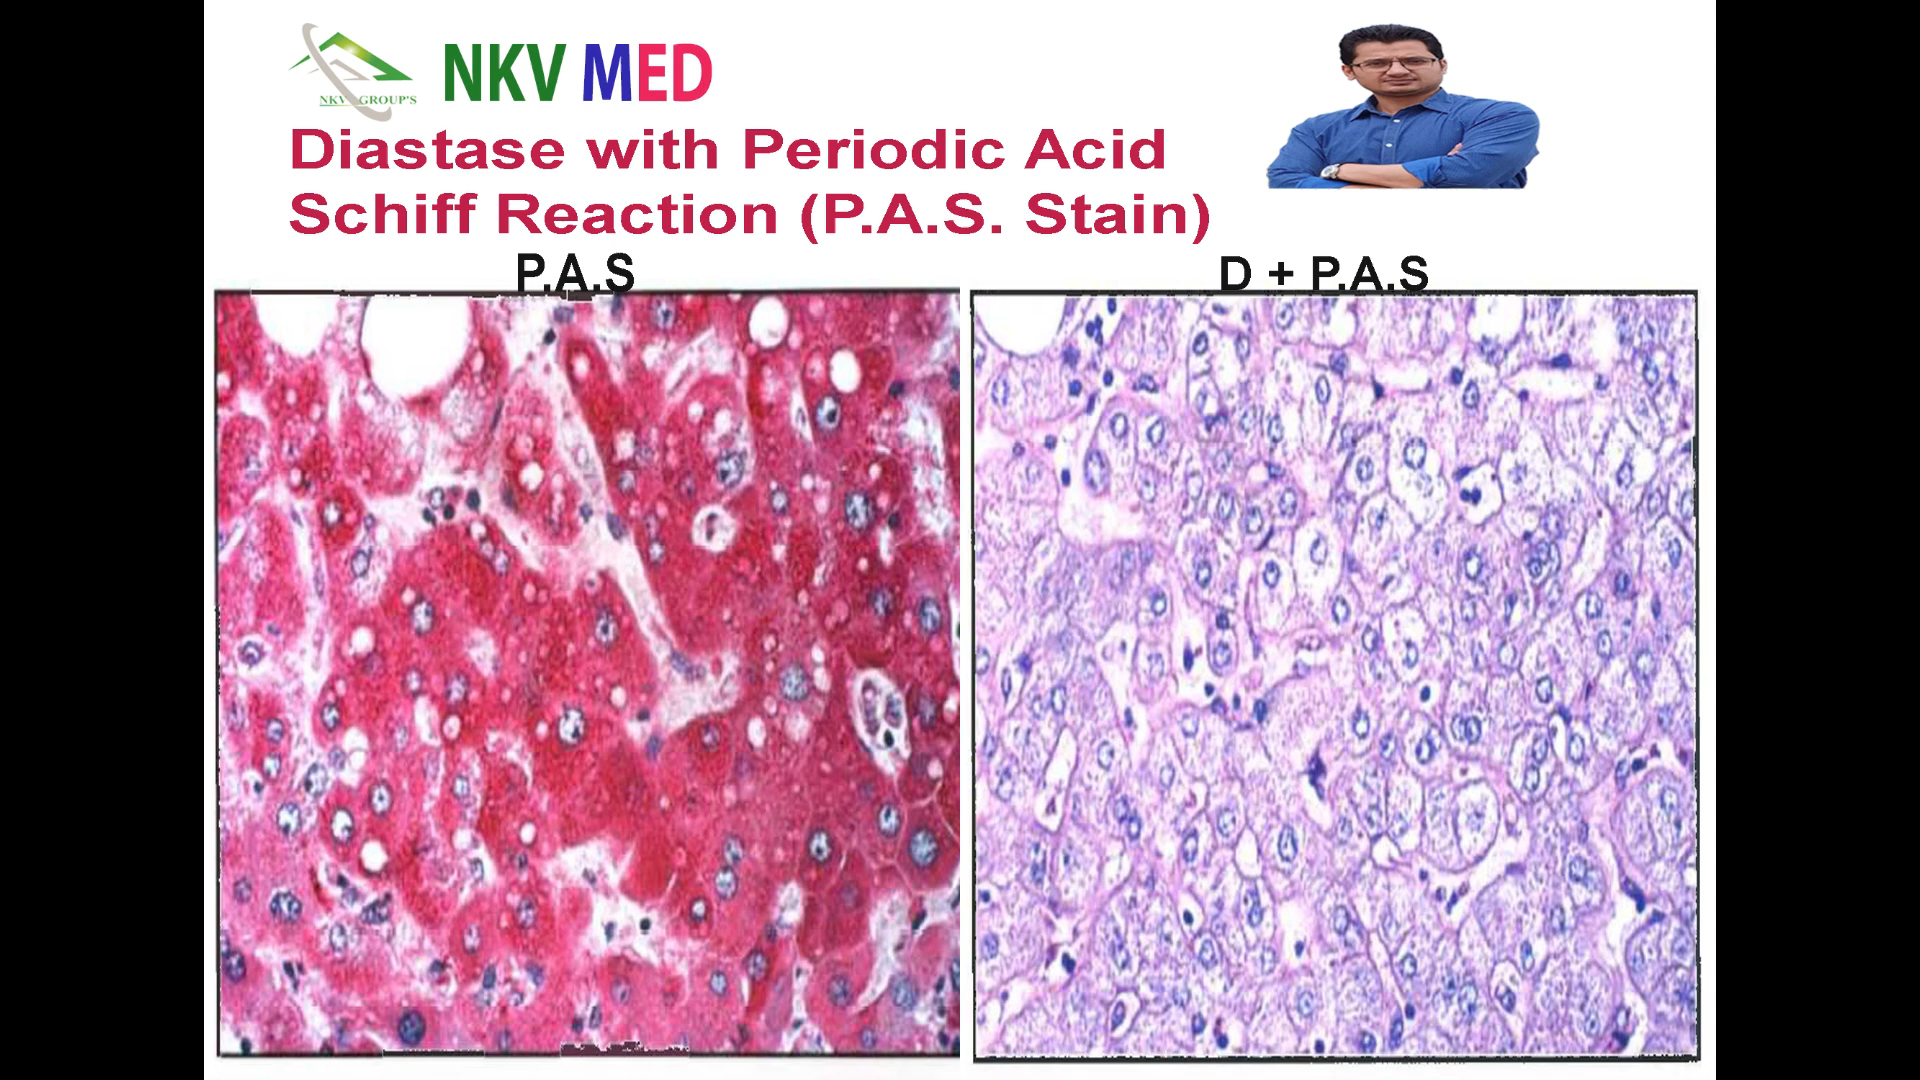 NKV GROUP'S
NKV MED
Diastase with Periodic Acid
Schiff Reaction (P.A.S. Stain)
P.A.S
D + P.A.S